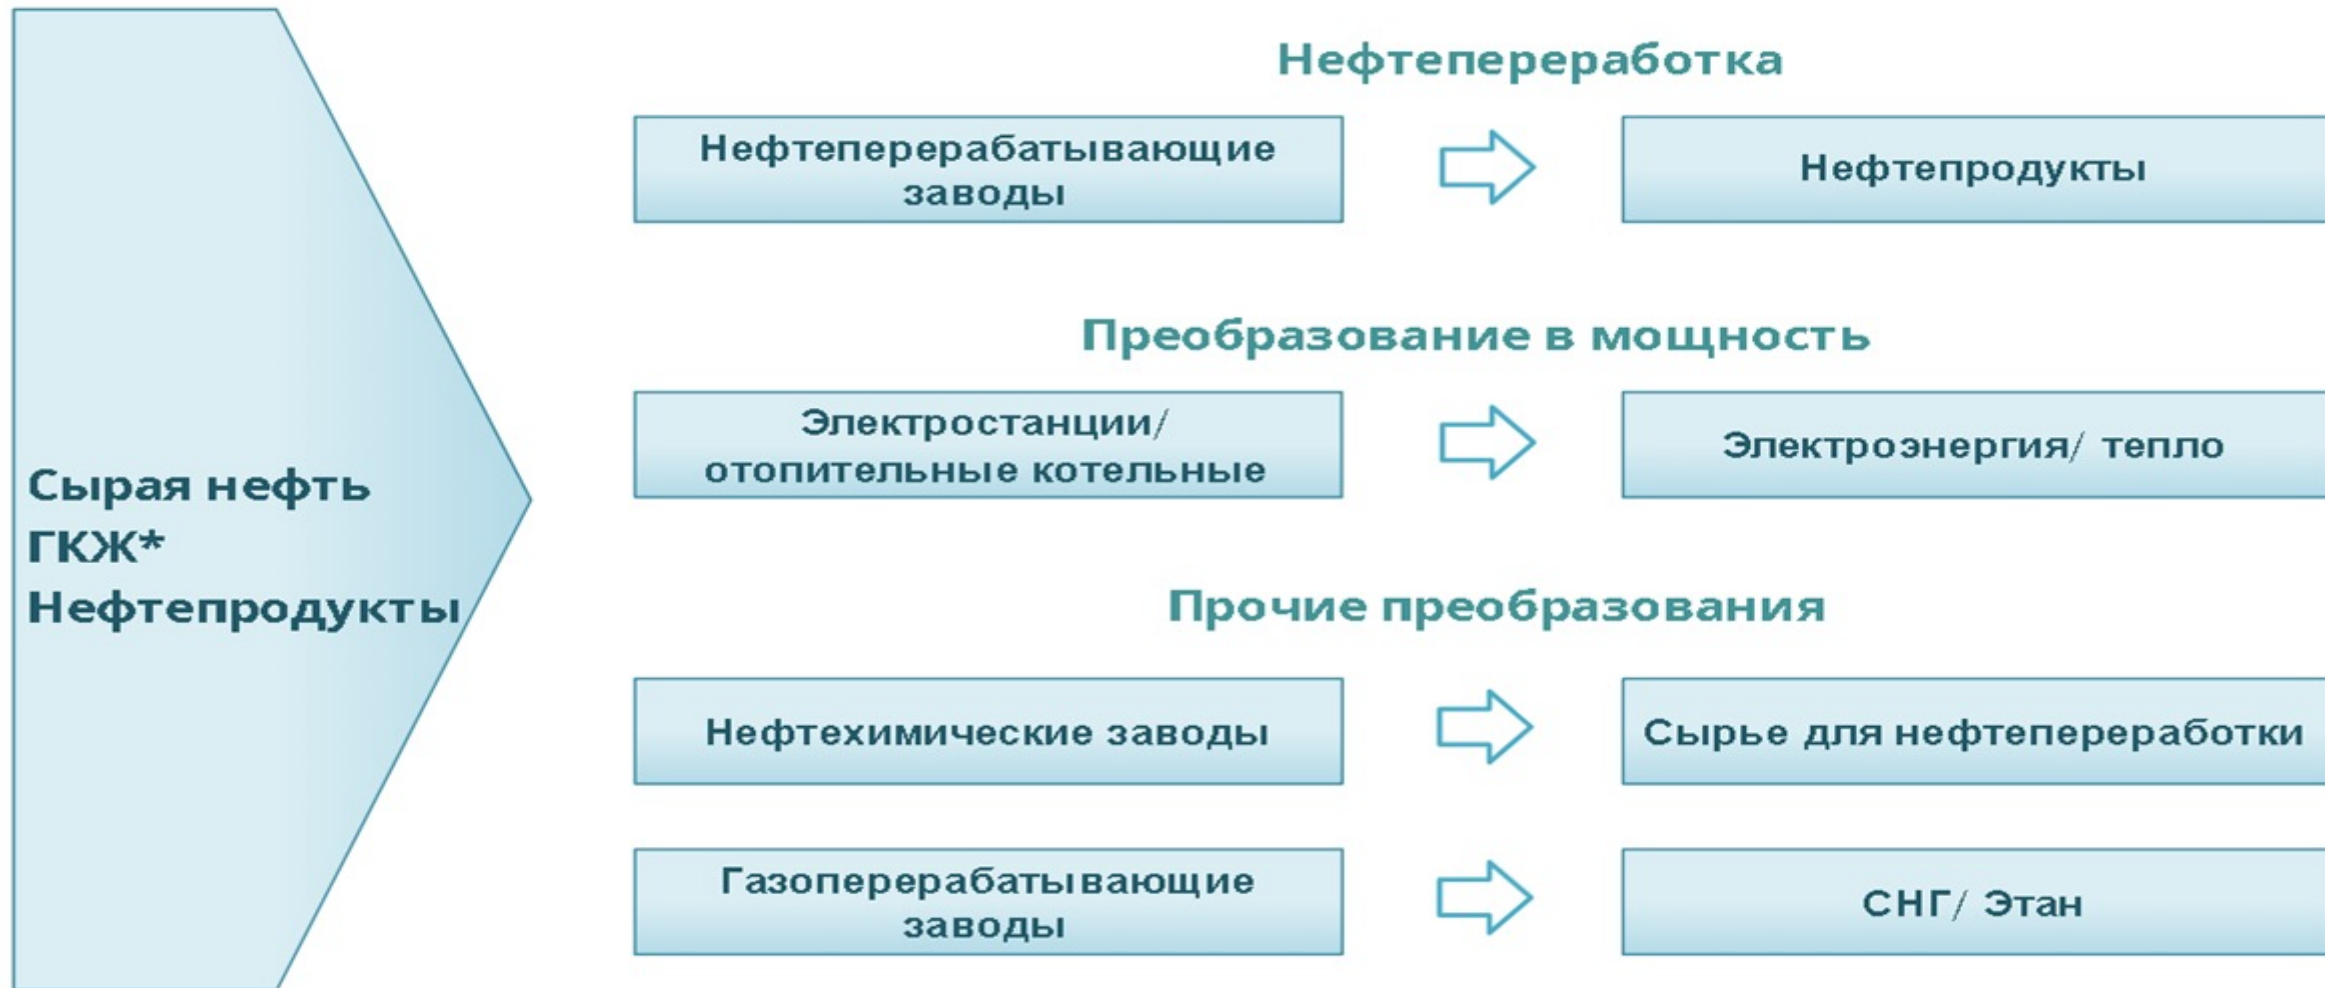 Сырая нефть
ГКЖ*
Нефтепродукты
Нефтепереработка
Нефтеперерабатывающие
заводы
Нефтепродукты
Преобразование в мощность
Электростанции/
отопительные котельные
Электроэнергия/ тепло
Прочие преобразования
Нефтехимические заводы
Сырье для нефтепереработки
Газоперерабатывающие
заводы
СНГ/ Этан